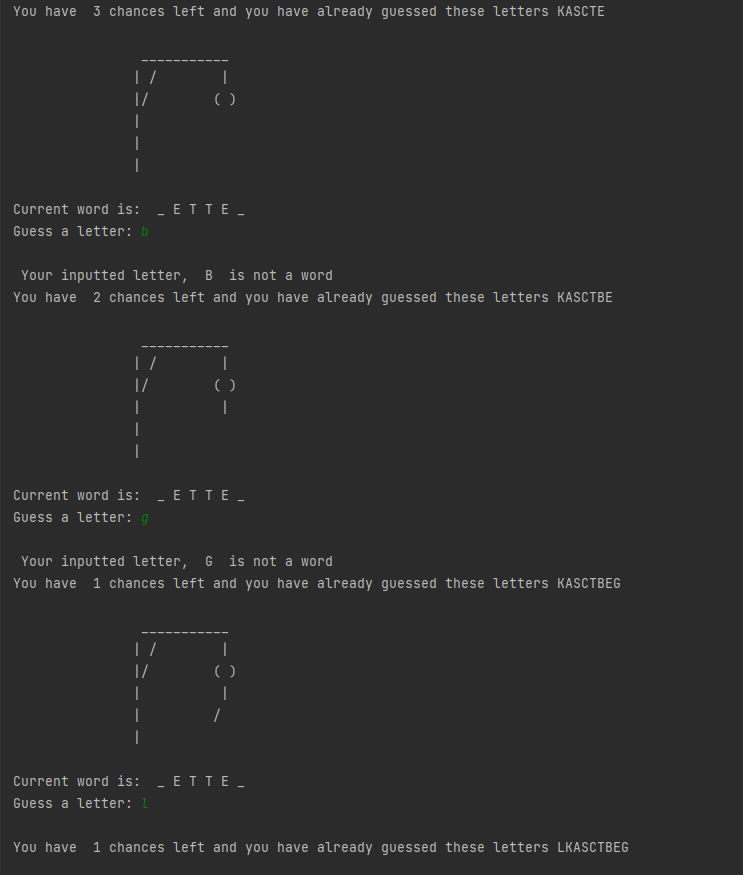 You have  3 chances left and you have already guessed these letters KASCTE
___________
| /        |
|/        ( )
|
|
|
Current word is:  _ E T T E _
Guess a letter: b
Your inputted letter,  B  is not a word
You have  2 chances left and you have already guessed these letters KASCTBE
___________
| /        |
|/        ( )
|          |
|
|
Current word is:  _ E T T E _
Guess a letter: g
Your inputted letter,  G  is not a word
You have  1 chances left and you have already guessed these letters KASCTBEG
___________
| /        |
|/        ( )
|          |
|         /
|
Current word is:  _ E T T E _
Guess a letter: l
You have  1 chances left and you have already guessed these letters LKASCTBEG